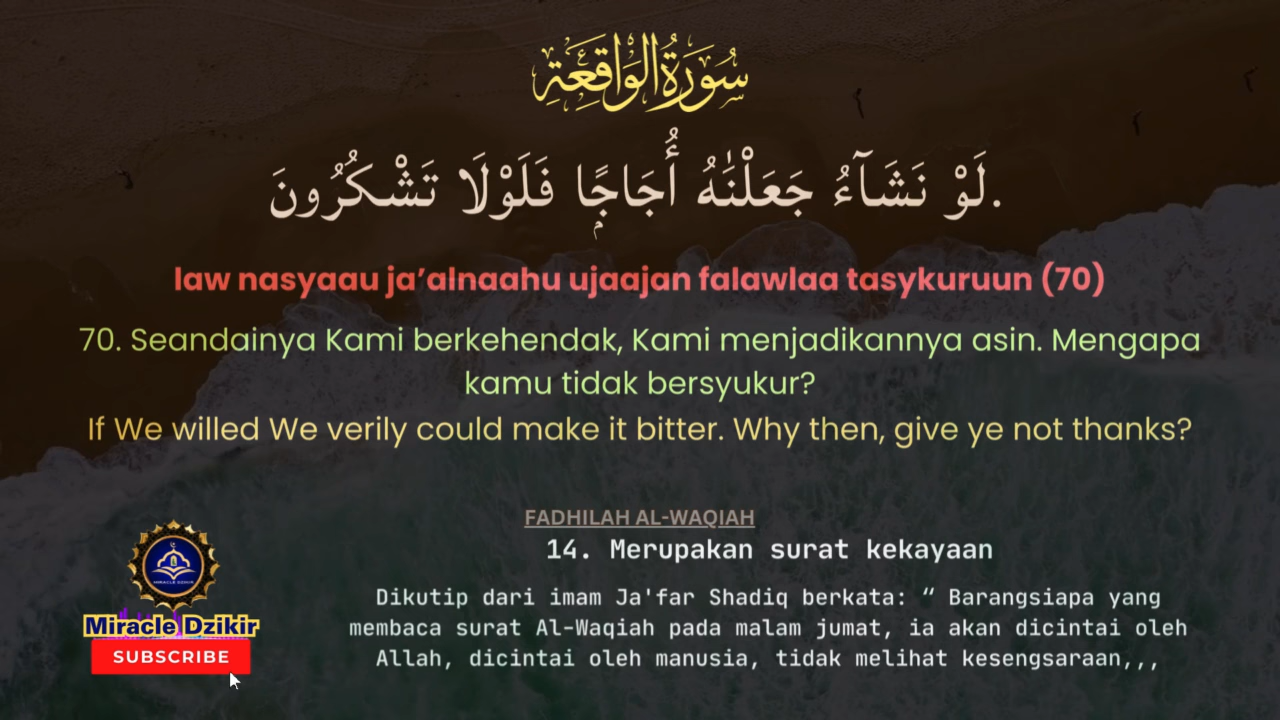 سُورَةُ الوَاقِعَةِ
لَوْ نَشَآءُ جَعَلْنٰهُ أُجَاجًۭا فَلَوْلَا تَشْكُرُونَ.
law nasyaau ja’alnaahu ujaajan falawlaa tasykuruun (70)
70. Seandainya Kami berkehendak, Kami menjadikannya asin. Mengapa
kamu tidak bersyukur?
If We willed We verily could make it bitter. Why then, give ye not thanks?
FADHILAH AL-WAQIAH
14. Merupakan surat kekayaan
Dikutip dari imam Ja'far Shadiq berkata: “ Barangsiapa yang
membaca surat Al-Waqiah pada malam jumat, ia akan dicintai oleh
Allah, dicintai oleh manusia, tidak melihat kesengsaraan,,,
MIRACLE DZIKIR
Miracle Dzikir
SUBSCRIBE